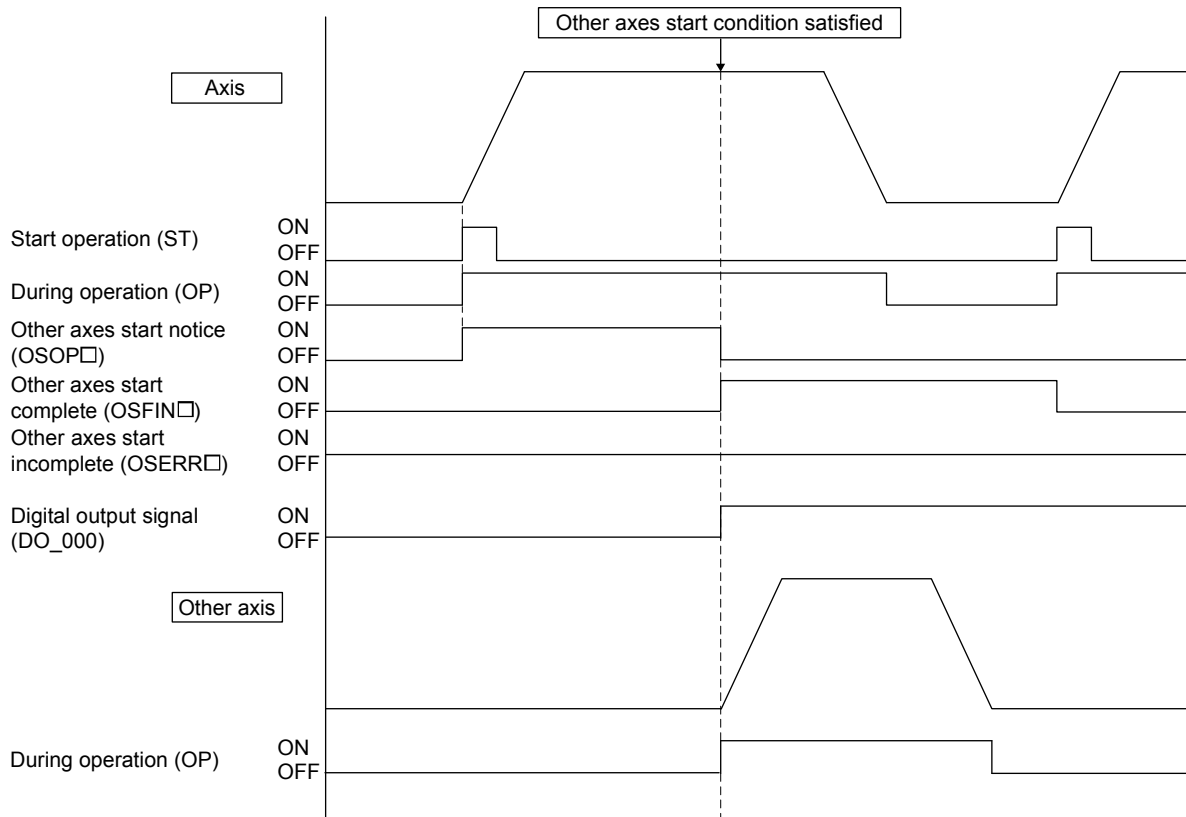 Other axes start condition satisfied
Axis
Start operation (ST)
ON
OFF
During operation (OP)
ON
OFF
Other axes start notice
(OSOP□)
ON
OFF
Other axes start
complete (OSFIN□)
ON
OFF
Other axes start
incomplete (OSERR□)
ON
OFF
Digital output signal
(DO_000)
ON
OFF
Other axis
During operation (OP)
ON
OFF